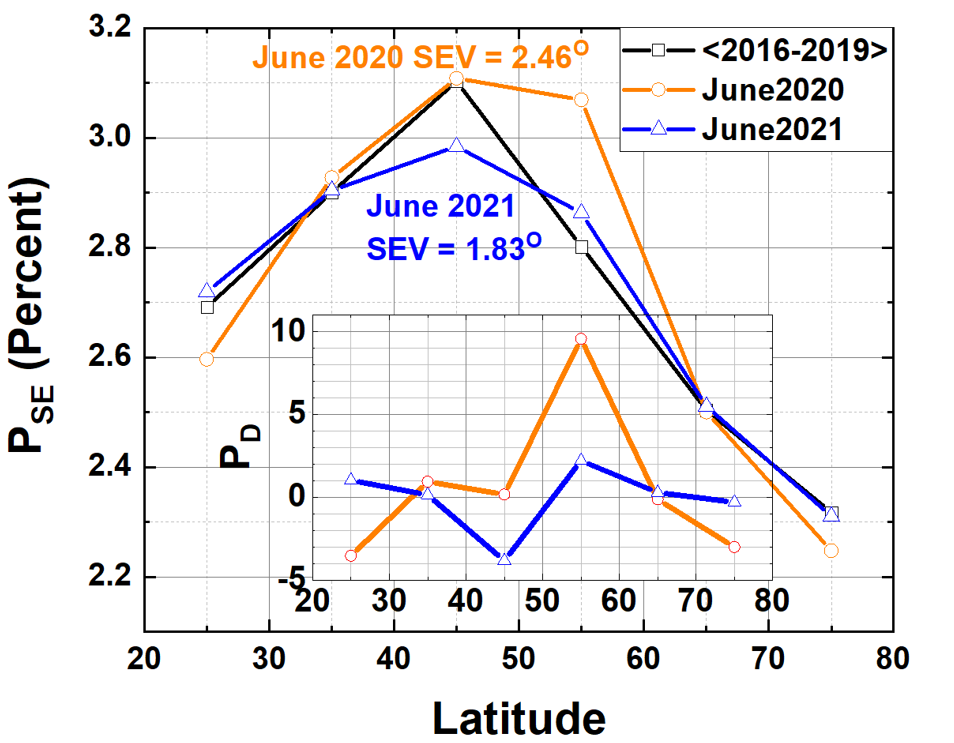 3.2
3.0
2.8
2.6
2.4
2.2
P_SE (Percent)
June 2020 SEV = 2.46^O
<2016-2019>
June2020
June2021
June 2021
SEV = 1.83^O
10
5
0
-5
P_D
20 30 40 50 60 70 80
20 30 40 50 60 70 80
Latitude